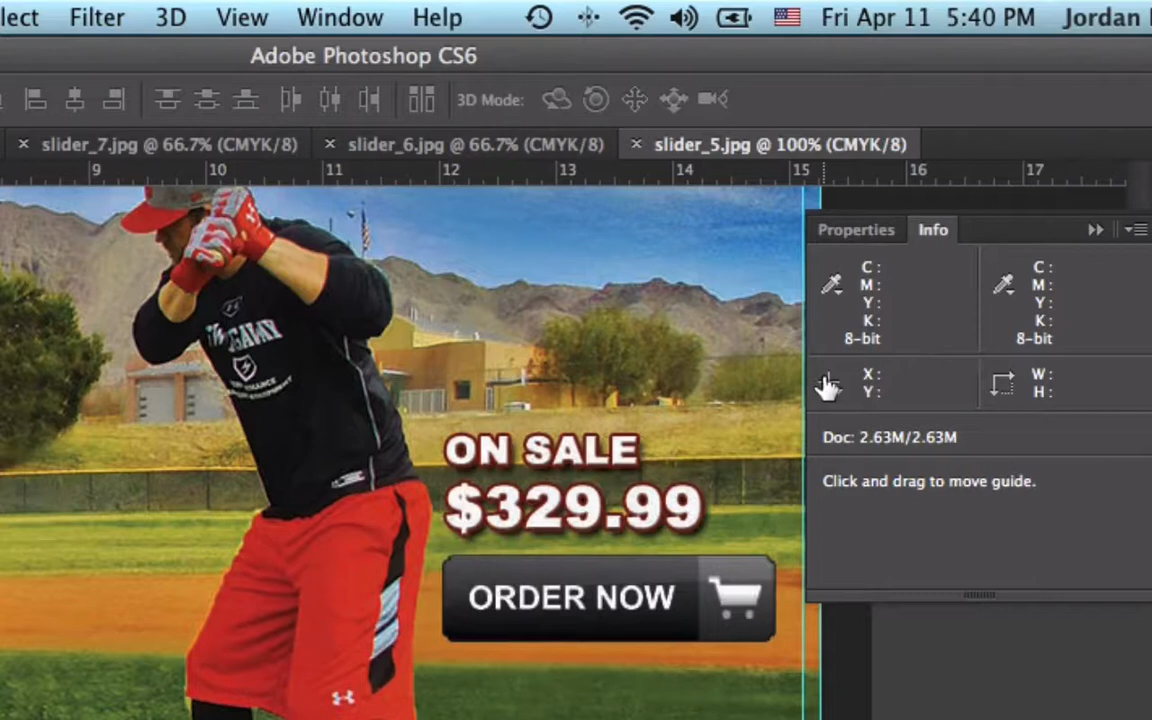 lect Filter 3D View Window Help Fri Apr 11 5:40 PM Jordan
Adobe Photoshop CS6
3D Mode:
× slider_7.jpg @ 66.7% (CMYK/8) × slider_6.jpg @ 66.7% (CMYK/8) × slider_5.jpg @ 100% (CMYK/8)
9 10 11 12 13 14 15 16 17
Properties Info
C: C:
M: M:
Y: Y:
K: K:
8-bit 8-bit
X: W:
Y: H:
Doc: 2.63M/2.63M
Click and drag to move guide.
ON SALE
$329.99
ORDER NOW